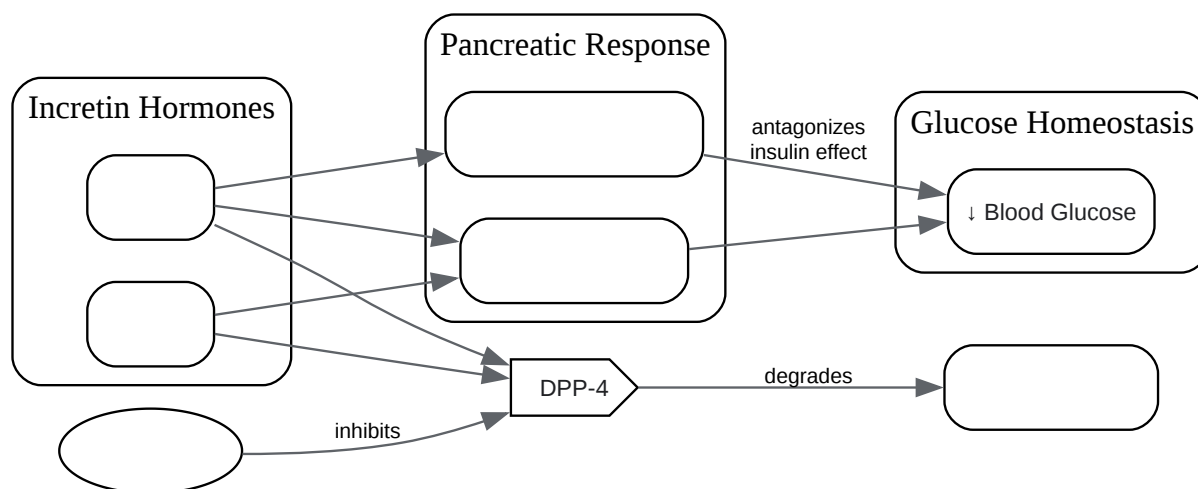 Pancreatic Response
Incretin Hormones
antagonizes
insulin effect
Glucose Homeostasis
↓ Blood Glucose
DPP-4
degrades
inhibits